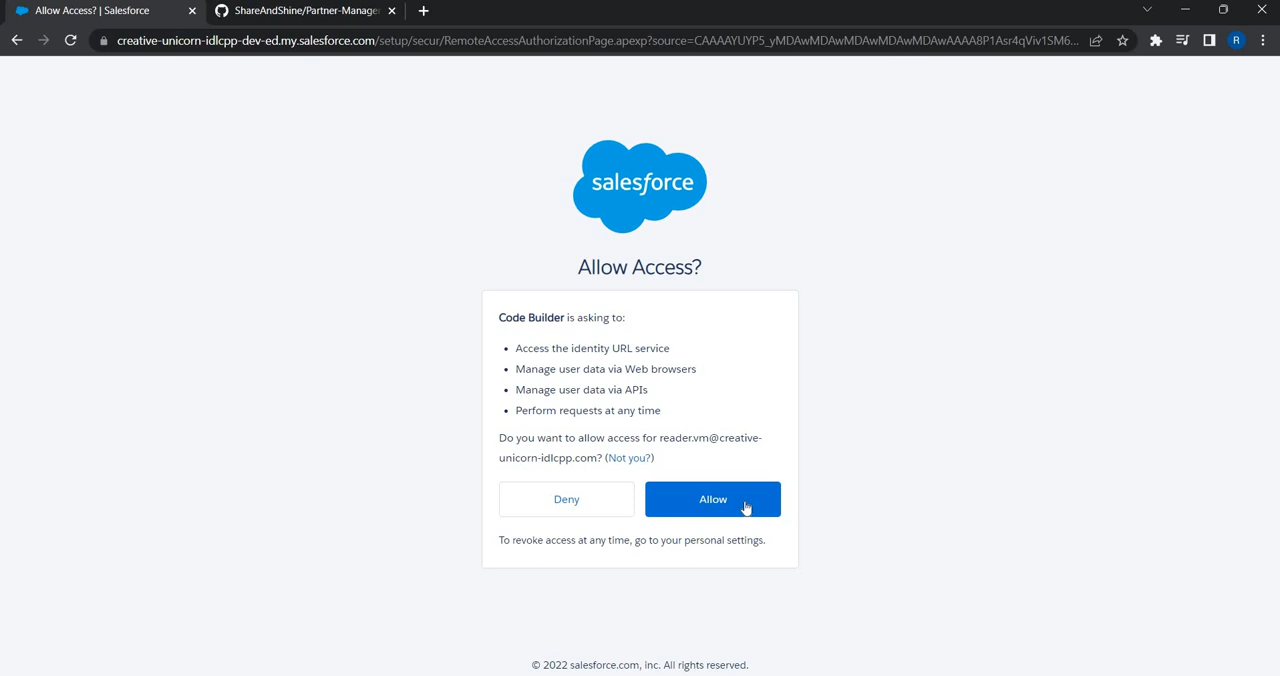 Allow Access? | Salesforce
ShareAndShine/Partner-Manager
creative-unicorn-idlcpp-dev-ed.my.salesforce.com/setup/secur/RemoteAccessAuthorizationPage.apexp?source=CAAAAYUYP5_yMDAwMDAwMDAwMDAwMDAwAAAA8P1Asr4qViv1SM6...
R
salesforce
Allow Access?
Code Builder is asking to:
• Access the identity URL service
• Manage user data via Web browsers
• Manage user data via APIs
• Perform requests at any time
Do you want to allow access for reader.vm@creative-
unicorn-idlcpp.com? (Not you?)
Deny
Allow
To revoke access at any time, go to your personal settings.
© 2022 salesforce.com, inc. All rights reserved.